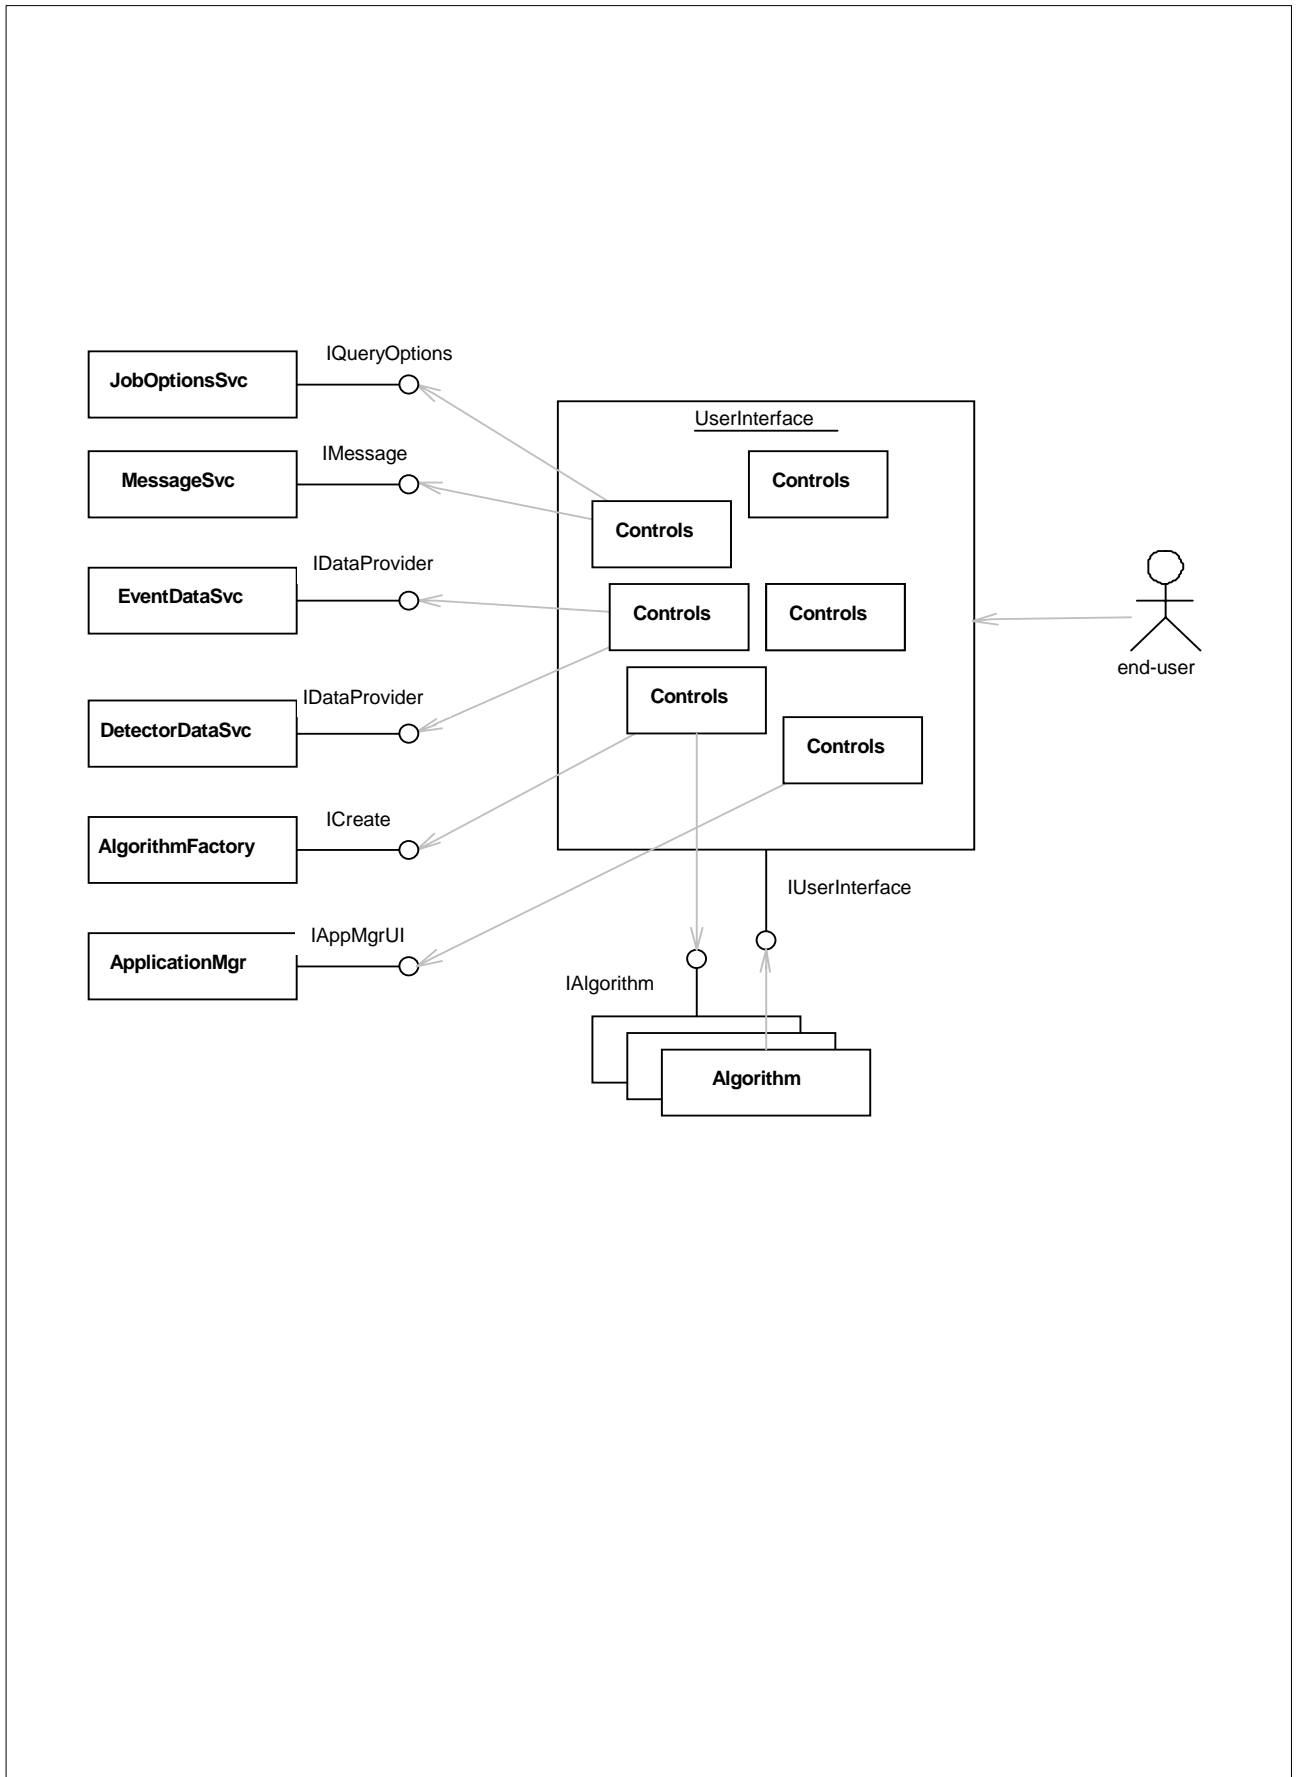 IQueryOptions
JobOptionsSvc
UserInterface
IMessage
MessageSvc
Controls
Controls
IDataProvider
EventDataSvc
Controls
Controls
end-user
IDataProvider
Controls
DetectorDataSvc
Controls
ICreate
AlgorithmFactory
IUserInterface
IAppMgrUI
ApplicationMgr
IAlgorithm
Algorithm